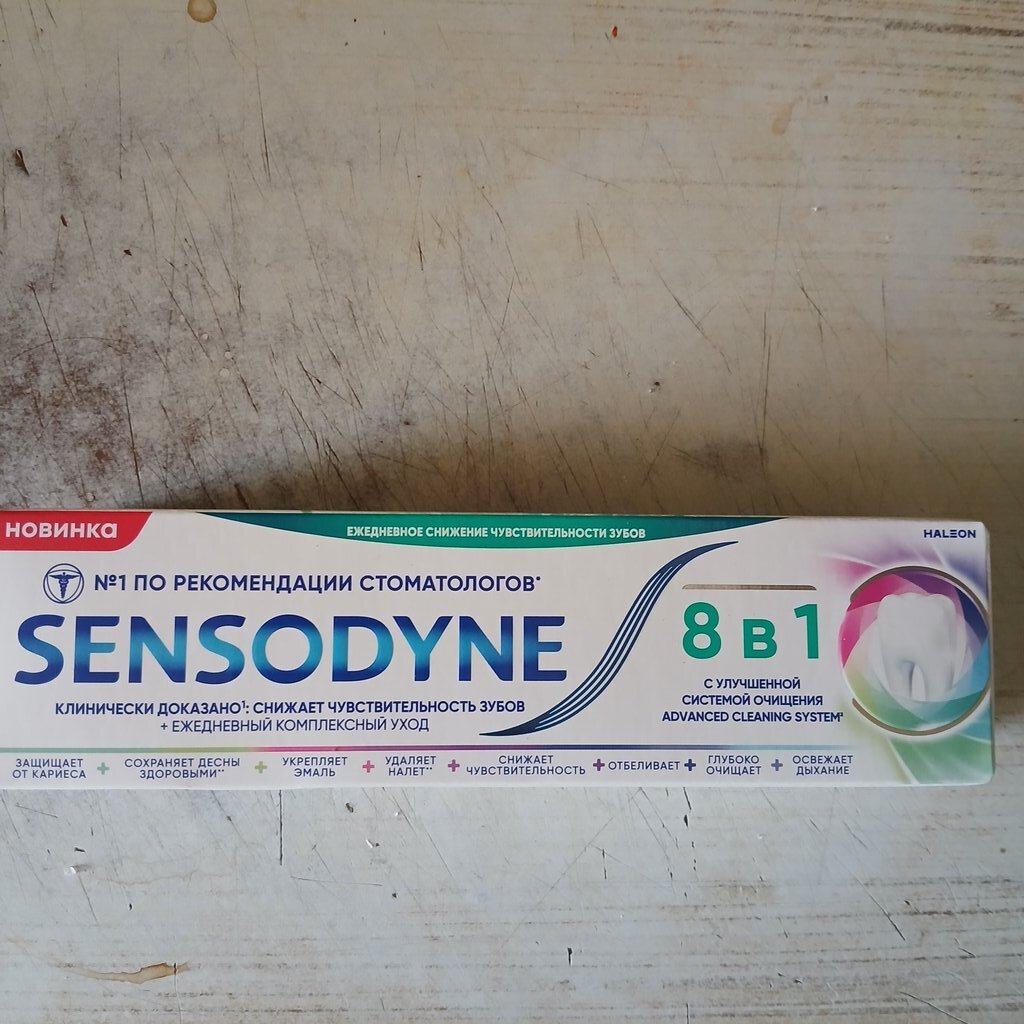 НОВИНКА
ЕЖЕДНЕВНОЕ СНИЖЕНИЕ ЧУВСТВИТЕЛЬНОСТИ ЗУБОВ
HALEON
№1 ПО РЕКОМЕНДАЦИИ СТОМАТОЛОГОВ*
SENSODYNE
КЛИНИЧЕСКИ ДОКАЗАНО¹: СНИЖАЕТ ЧУВСТВИТЕЛЬНОСТЬ ЗУБОВ
+ ЕЖЕДНЕВНЫЙ КОМПЛЕКСНЫЙ УХОД
8 В 1
С УЛУЧШЕННОЙ
СИСТЕМОЙ ОЧИЩЕНИЯ
ADVANCED CLEANING SYSTEM²
ЗАЩИЩАЕТ
ОТ КАРИЕСА
+
СОХРАНЯЕТ ДЕСНЫ
ЗДОРОВЫМИ**
+
УКРЕПЛЯЕТ
ЭМАЛЬ
+
УДАЛЯЕТ
НАЛЕТ**
+
СНИЖАЕТ
ЧУВСТВИТЕЛЬНОСТЬ
+
ОТБЕЛИВАЕТ
+
ГЛУБОКО
ОЧИЩАЕТ
+
ОСВЕЖАЕТ
ДЫХАНИЕ